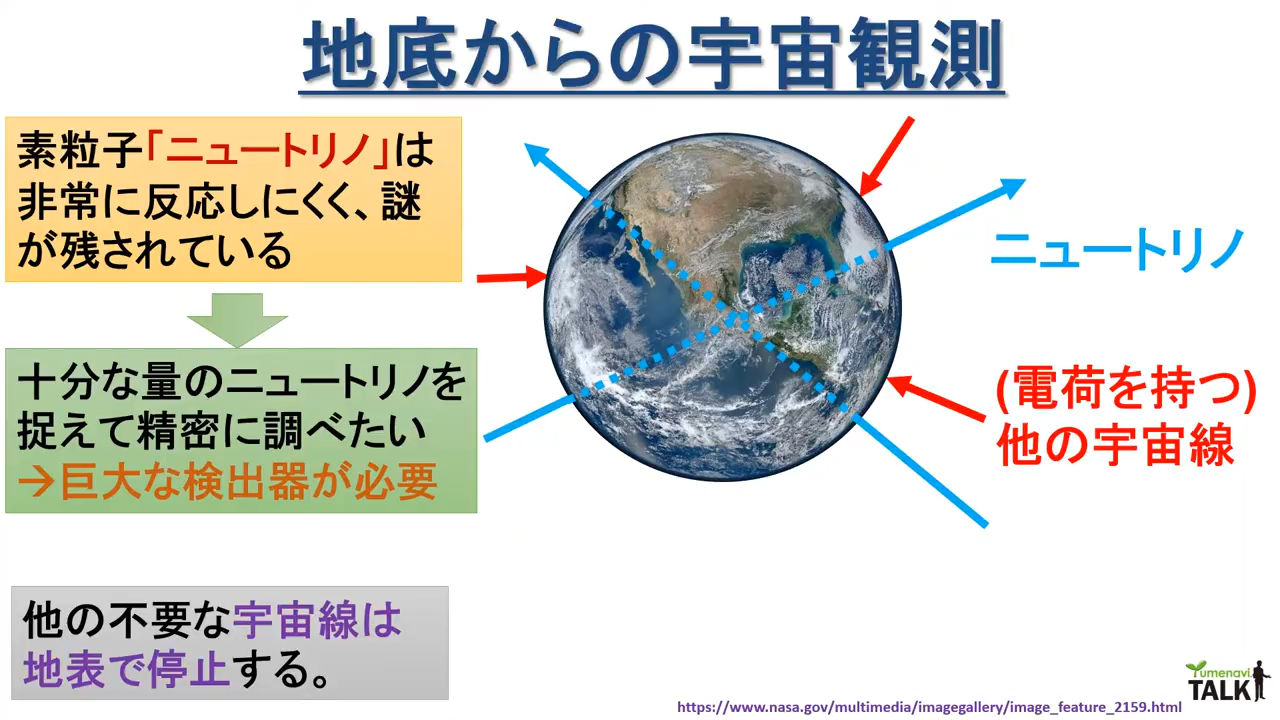 地底からの宇宙観測
素粒子「ニュートリノ」は
非常に反応しにくく、謎
が残されている
十分な量のニュートリノを
捉えて精密に調べたい
→巨大な検出器が必要
他の不要な宇宙線は
地表で停止する。
ニュートリノ
(電荷を持つ)
他の宇宙線
https://www.nasa.gov/multimedia/imagegallery/image_feature_2159.html
Yumenavi
TALK